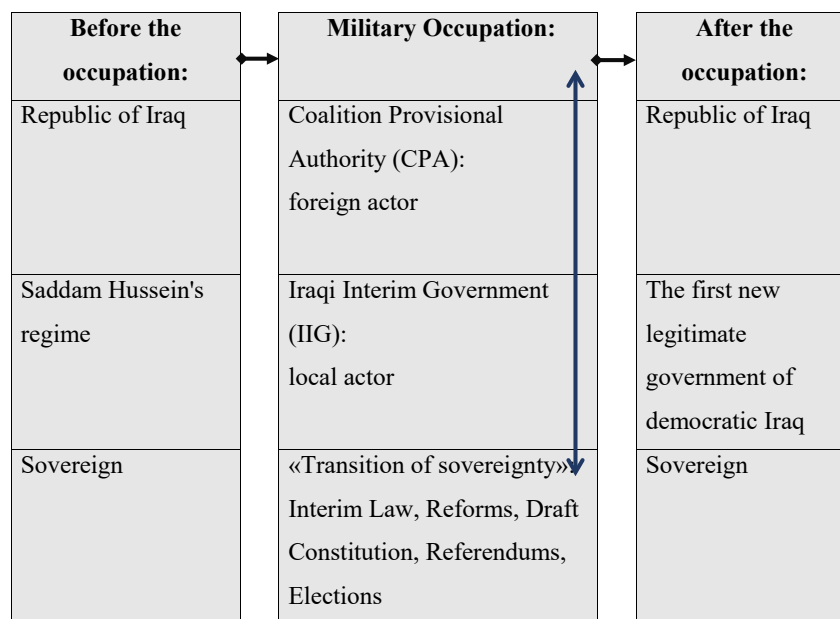 Before the
occupation:
Republic of Iraq
Saddam Hussein's
regime
Sovereign
Military Occupation:
Coalition Provisional
Authority (CPA):
foreign actor
Iraqi Interim Government
(IIG):
local actor
«Transition of sovereignty»:
Interim Law, Reforms, Draft
Constitution, Referendums,
Elections
After the
occupation:
Republic of Iraq
The first new
legitimate
government of
democratic Iraq
Sovereign